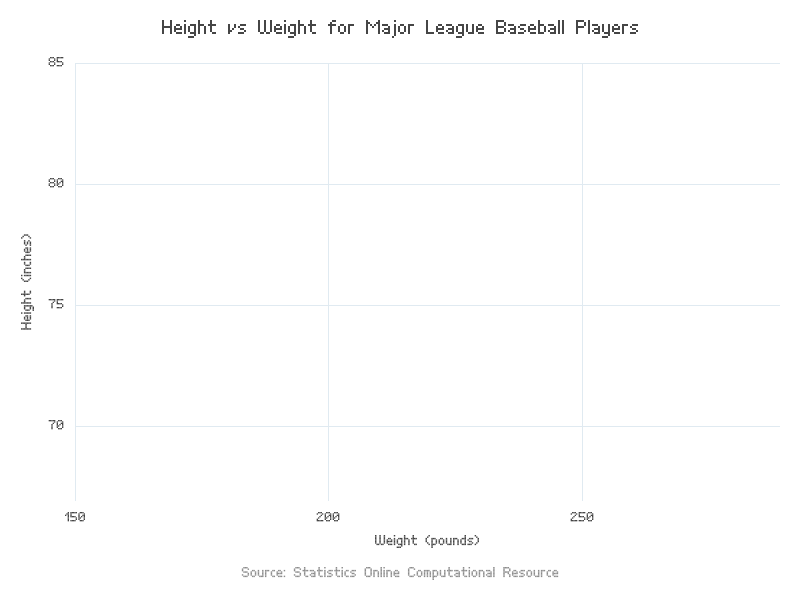 Height vs Weight for Major League Baseball Players
85
80
75
70
Height (inches)
150 200 250
Weight (pounds)
Source: Statistics Online Computational Resource